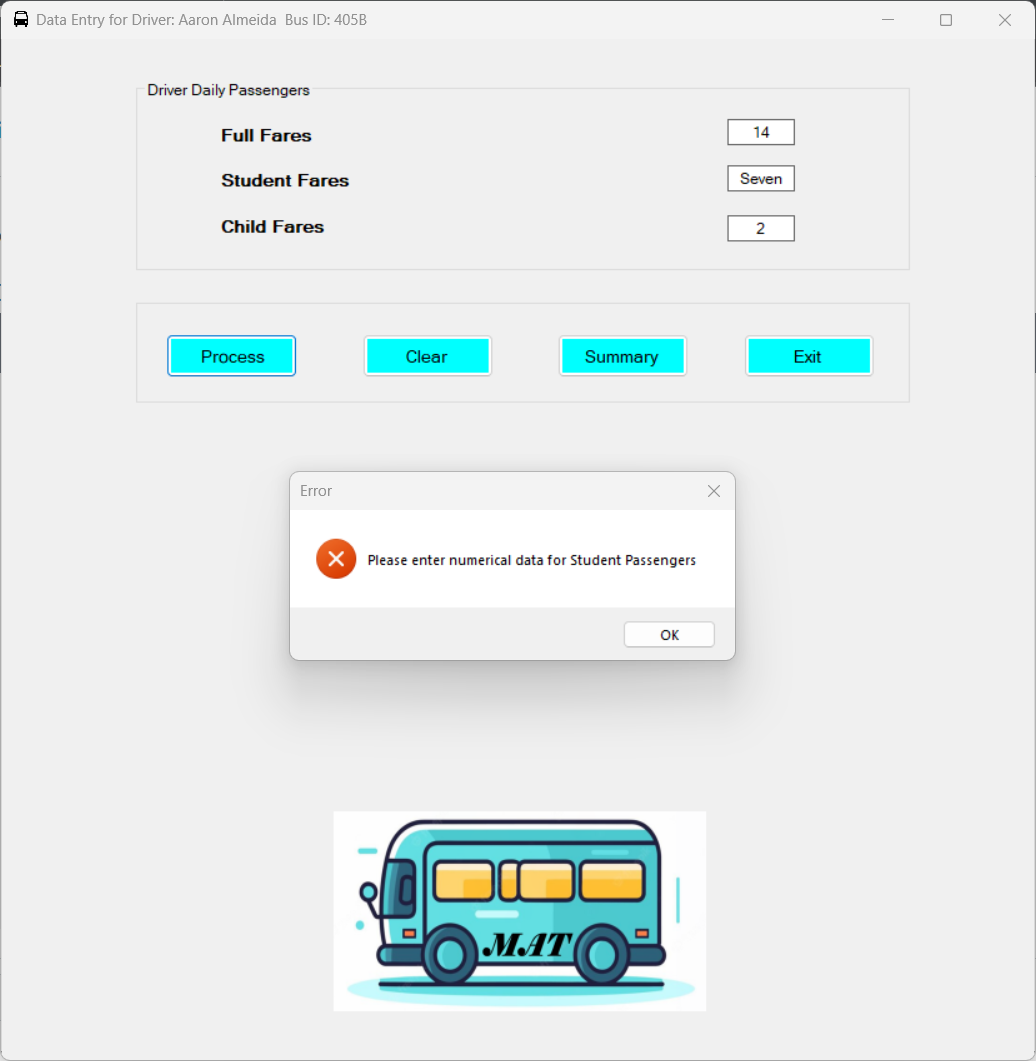 Data Entry for Driver: Aaron Almeida  Bus ID: 405B
Driver Daily Passengers
Full Fares 14
Student Fares Seven
Child Fares 2
Process Clear Summary Exit
Error
Please enter numerical data for Student Passengers
OK
MAT